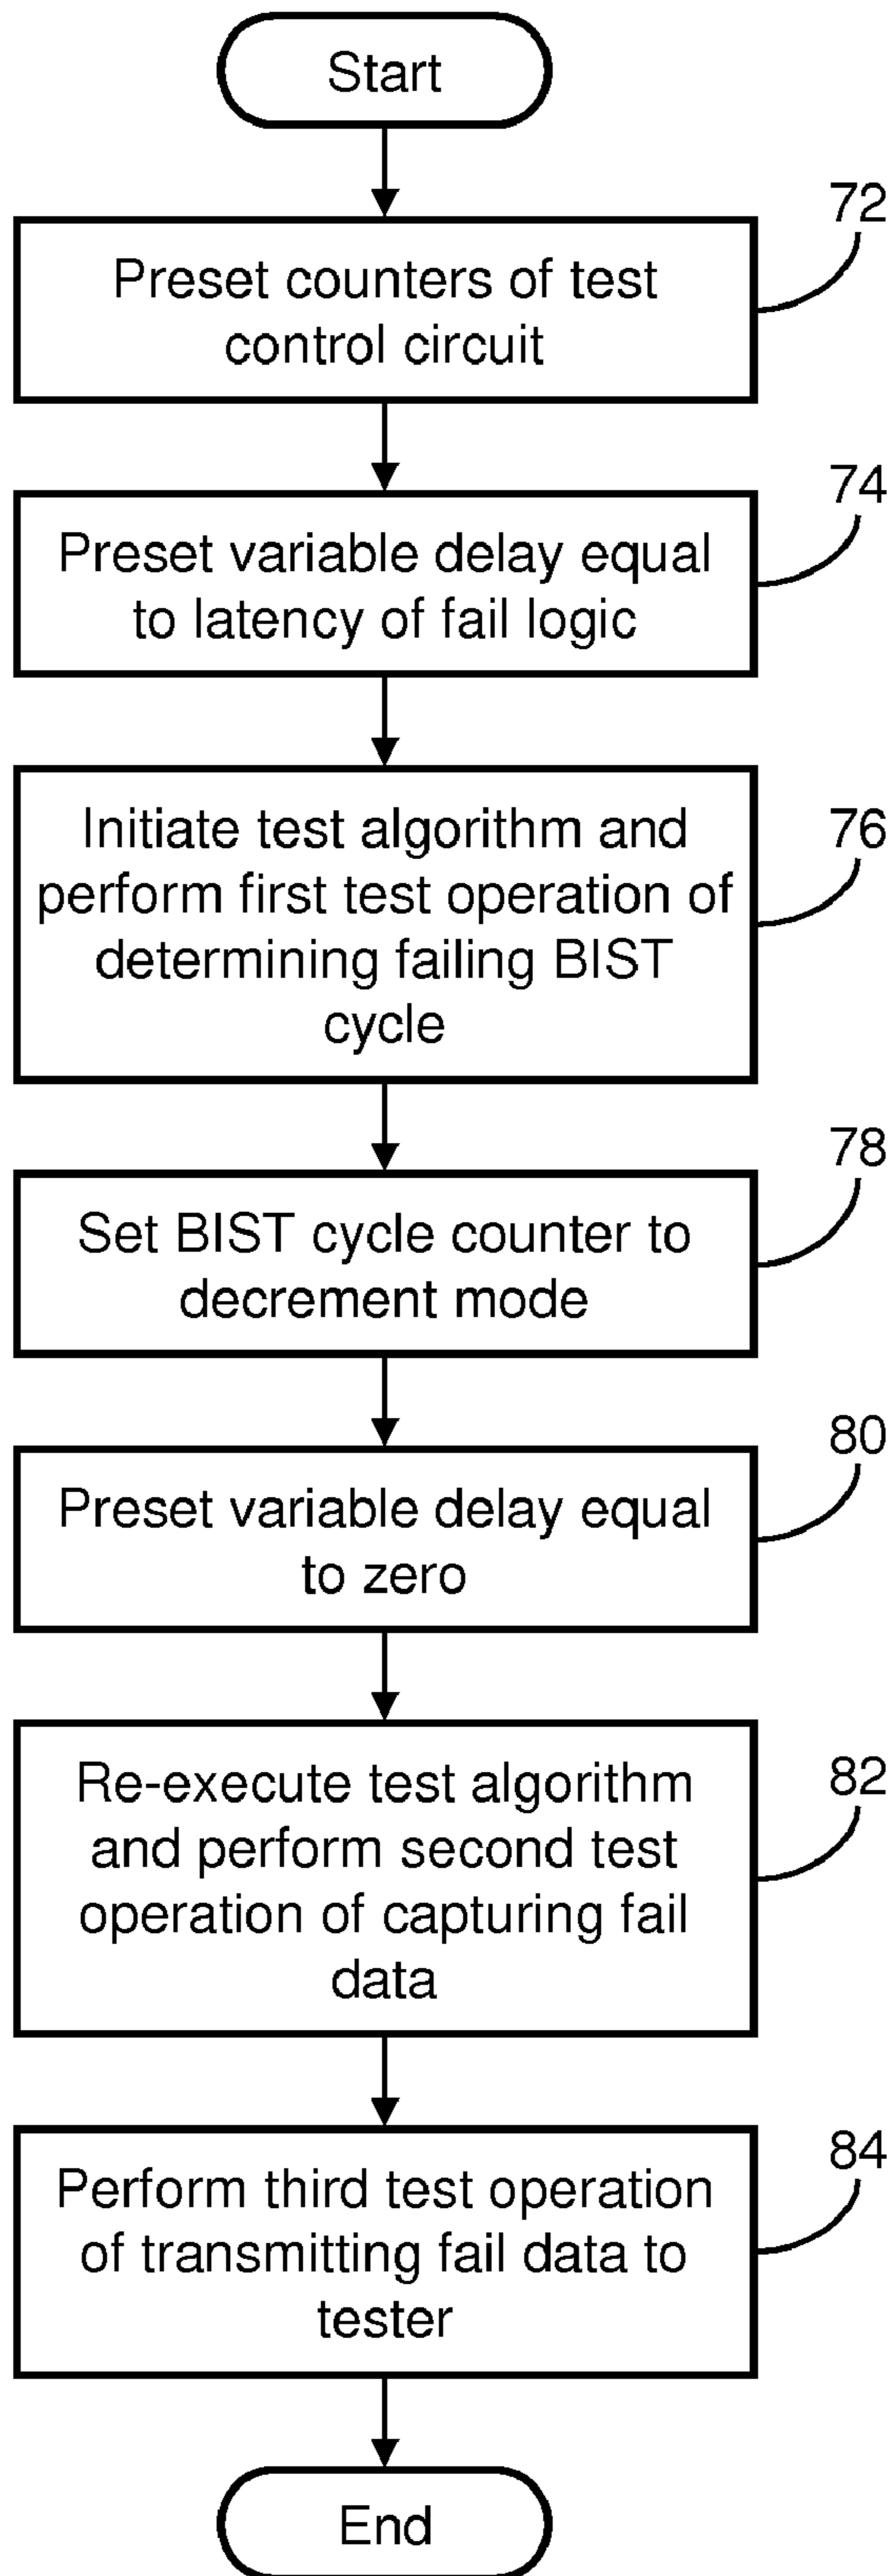 Start
72
Preset counters of test
control circuit
74
Preset variable delay equal
to latency of fail logic
76
Initiate test algorithm and
perform first test operation of
determining failing BIST
cycle
78
Set BIST cycle counter to
decrement mode
80
Preset variable delay equal
to zero
82
Re-execute test algorithm
and perform second test
operation of capturing fail
data
84
Perform third test operation
of transmitting fail data to
tester
End